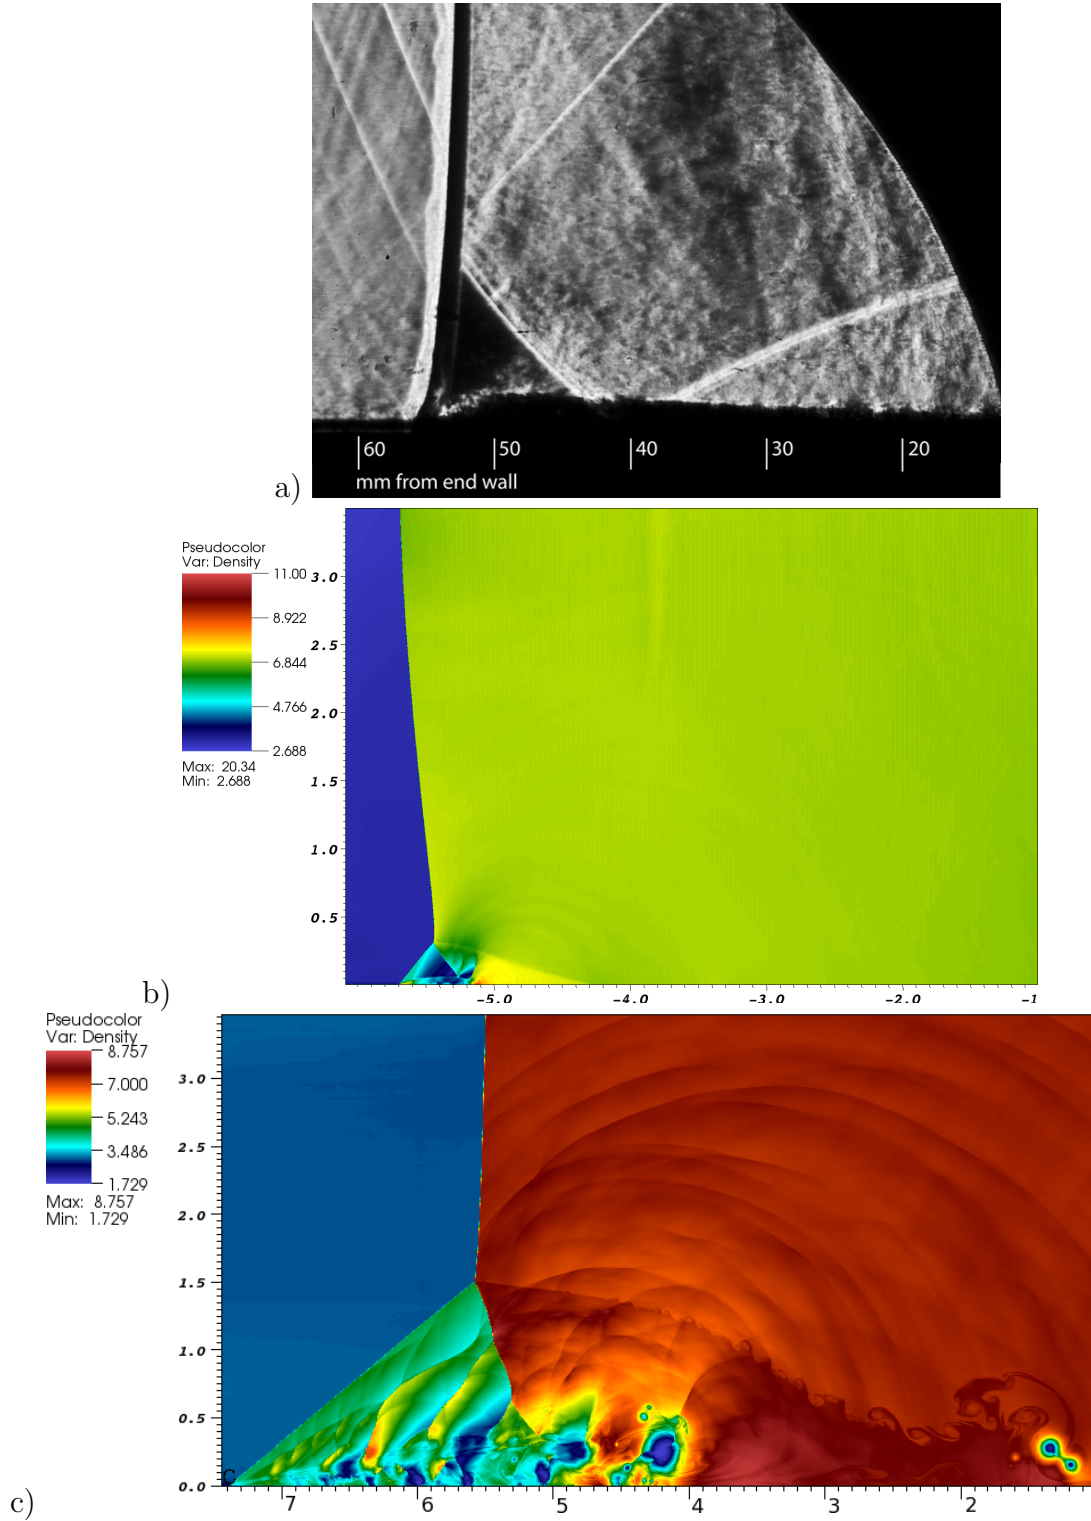 60 50 40 30 20
mm from end wall
a)
Pseudocolor
Var: Density
11.00
8.922
6.844
4.766
2.688
Max: 20.34
Min: 2.688
3.0
2.5
2.0
1.5
1.0
0.5
-5.0 -4.0 -3.0 -2.0 -1
b)
Pseudocolor
Var: Density
8.757
7.000
5.243
3.486
1.729
Max: 8.757
Min: 1.729
3.0
2.5
2.0
1.5
1.0
0.5
0.0
c
7 6 5 4 3 2
c)